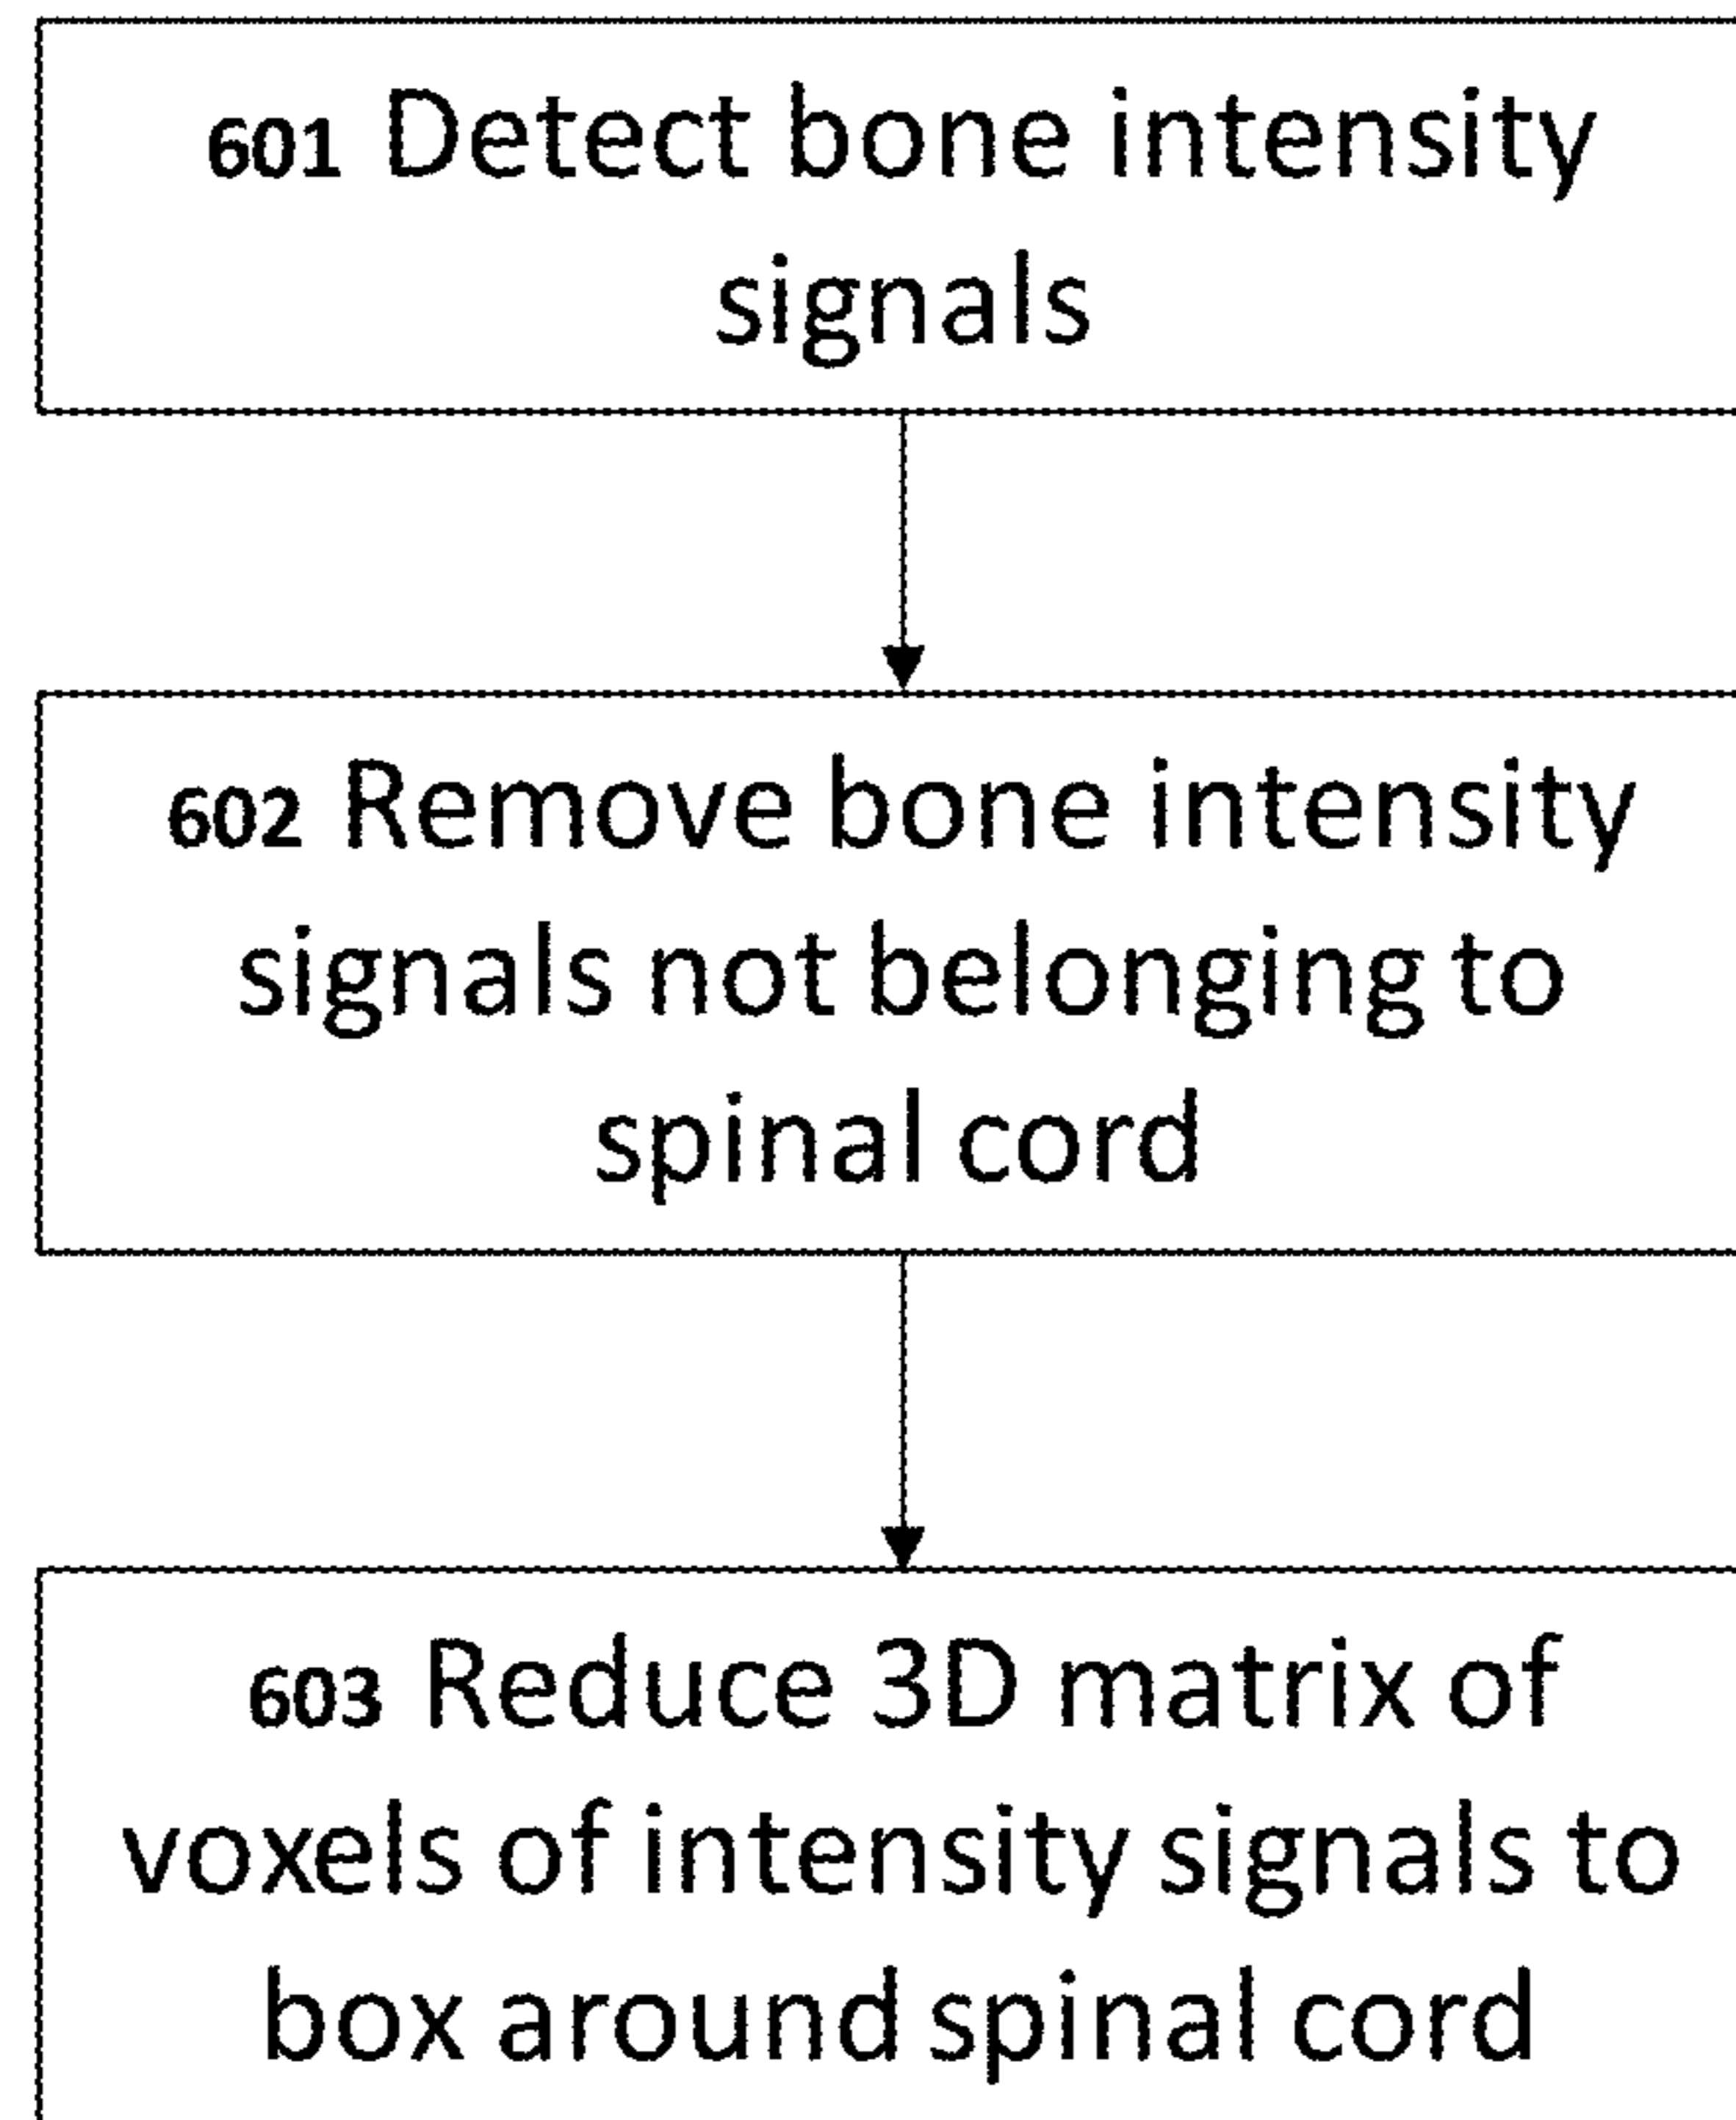 601 Detect bone intensity
signals
602 Remove bone intensity
signals not belonging to
spinal cord
603 Reduce 3D matrix of
voxels of intensity signals to
box around spinal cord